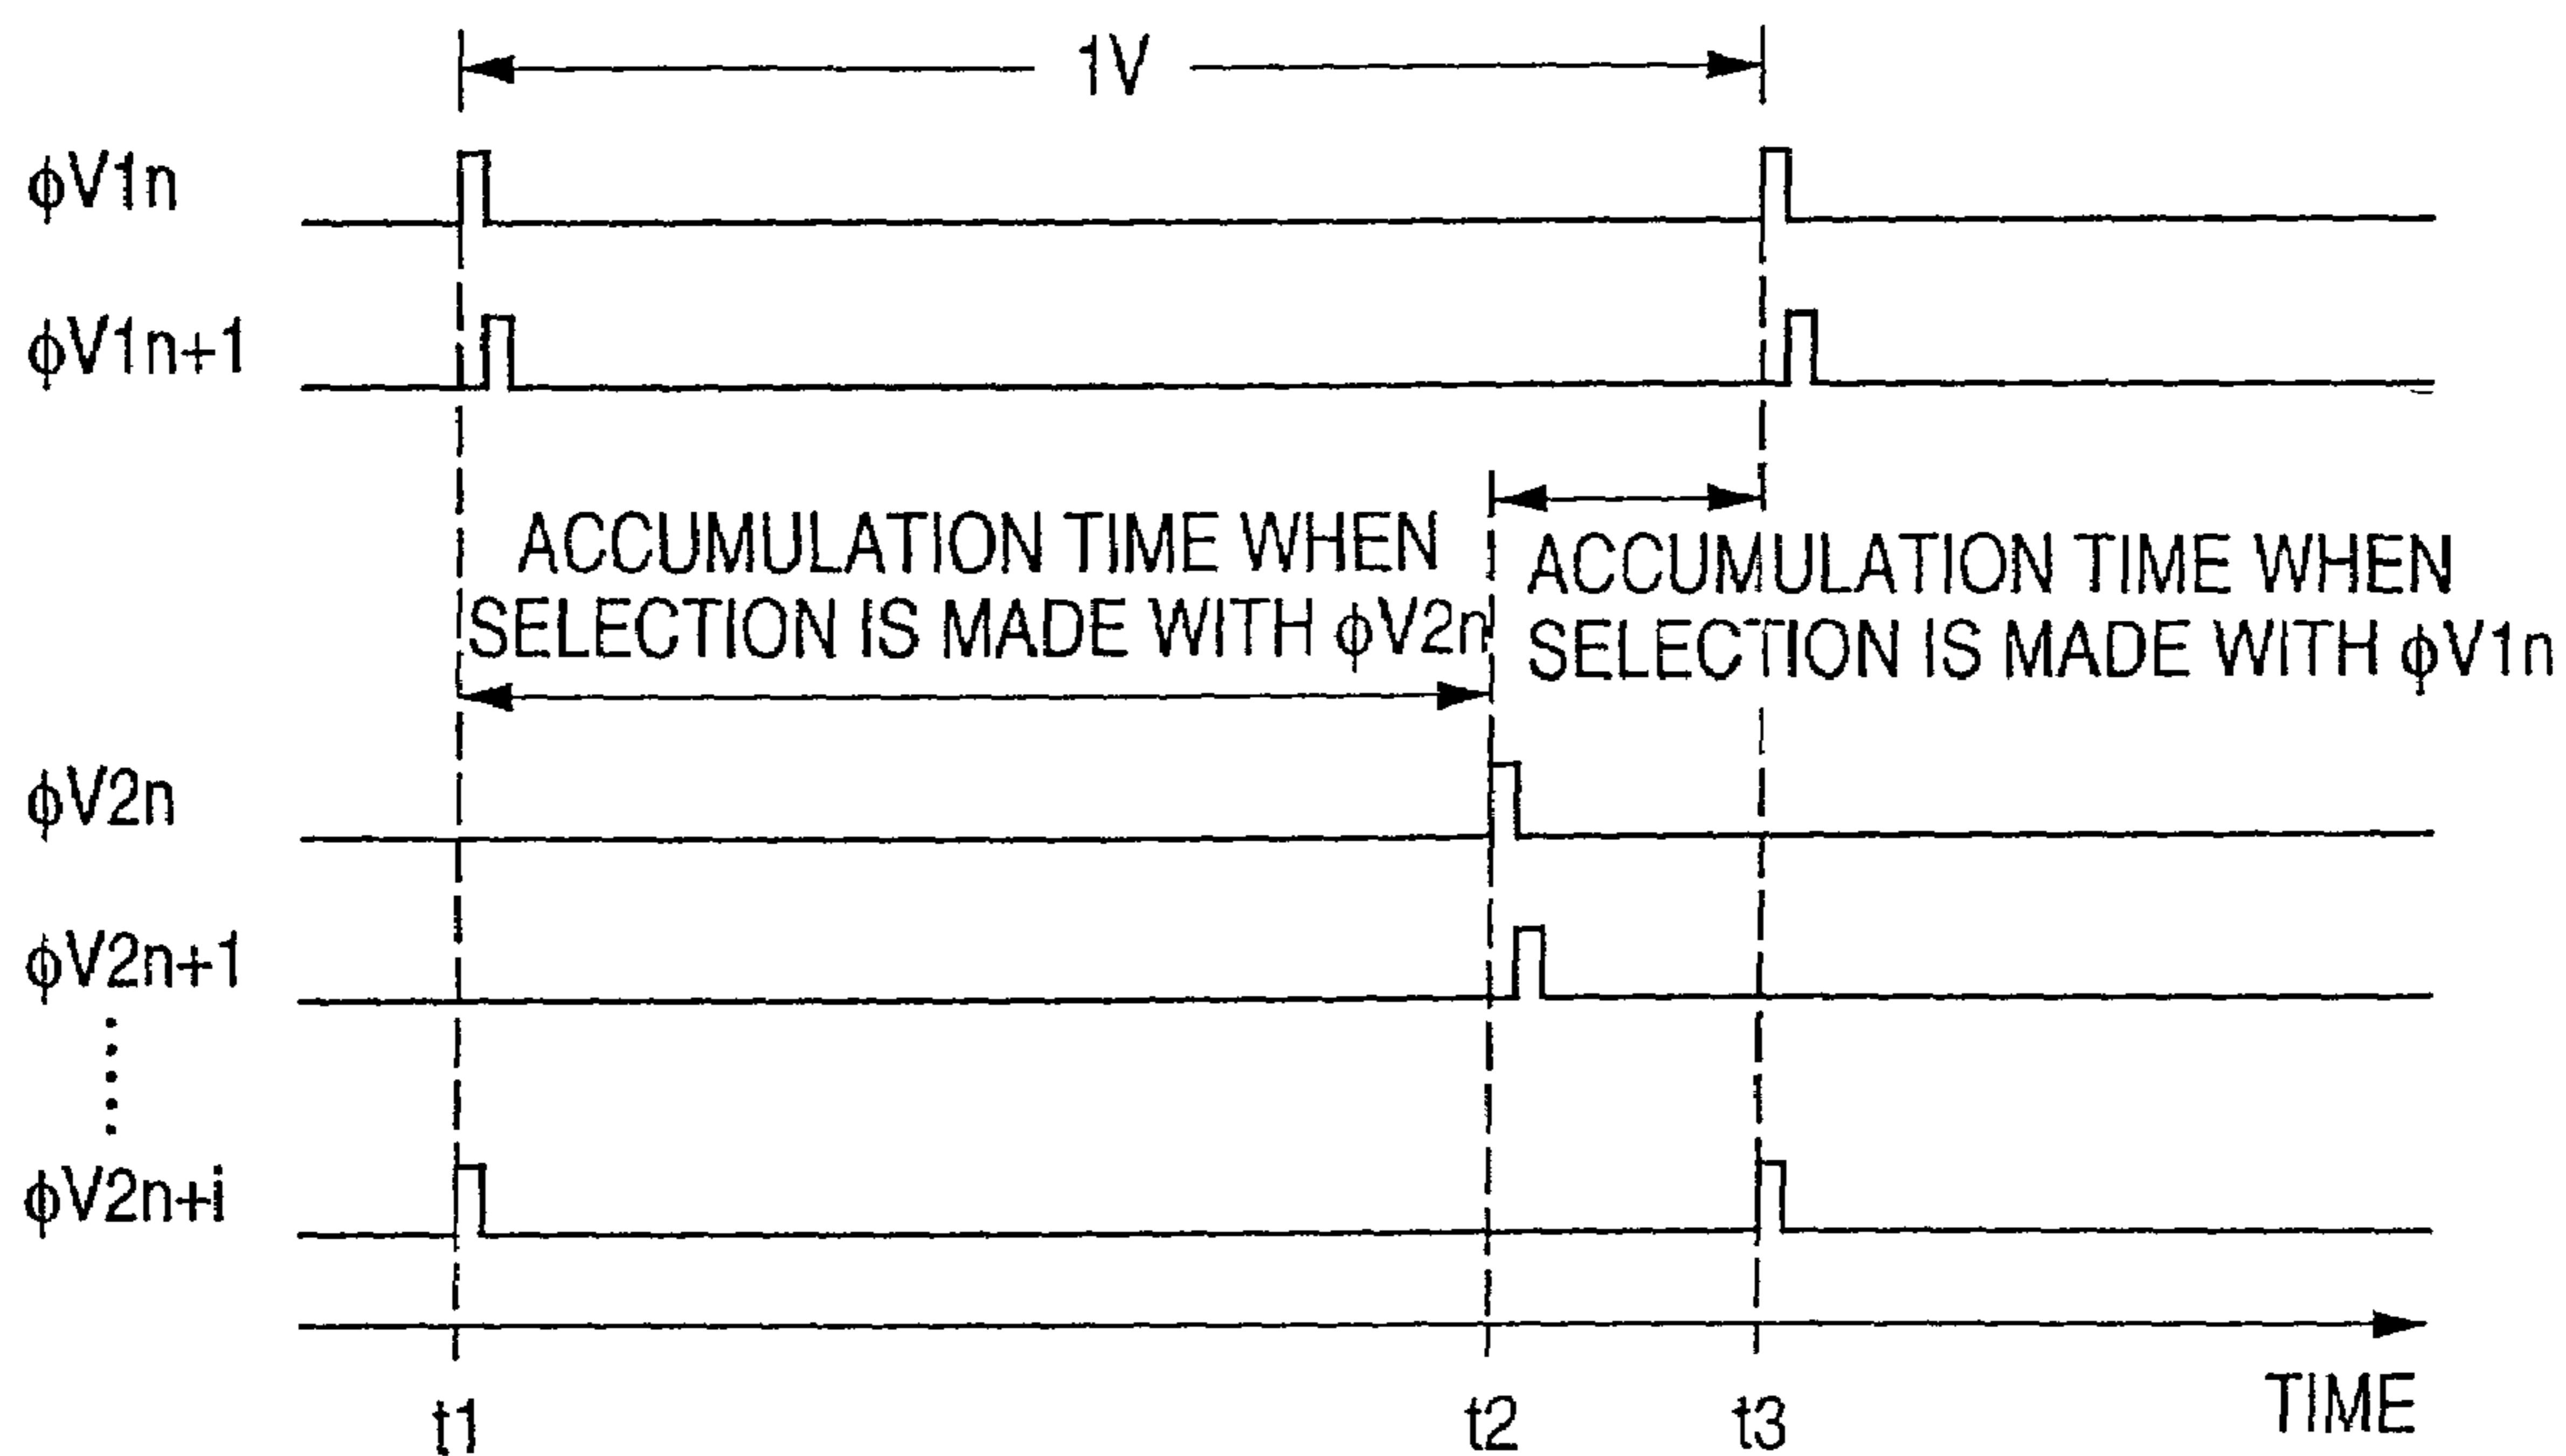 1V
ϕV1n
ϕV1n+1
ACCUMULATION TIME WHEN
SELECTION IS MADE WITH ϕV2n
ACCUMULATION TIME WHEN
SELECTION IS MADE WITH ϕV1n
ϕV2n
ϕV2n+1
ϕV2n+i
t1
t2
t3
TIME